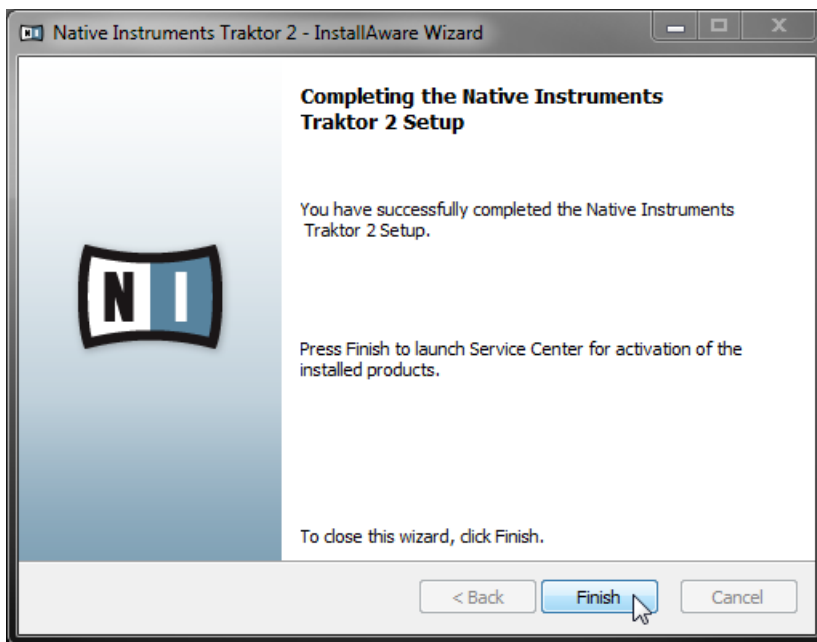 Native Instruments Traktor 2 - InstallAware Wizard
Completing the Native Instruments
Traktor 2 Setup
You have successfully completed the Native Instruments
Traktor 2 Setup.
NI
Press Finish to launch Service Center for activation of the
installed products.
To close this wizard, click Finish.
< Back Finish Cancel